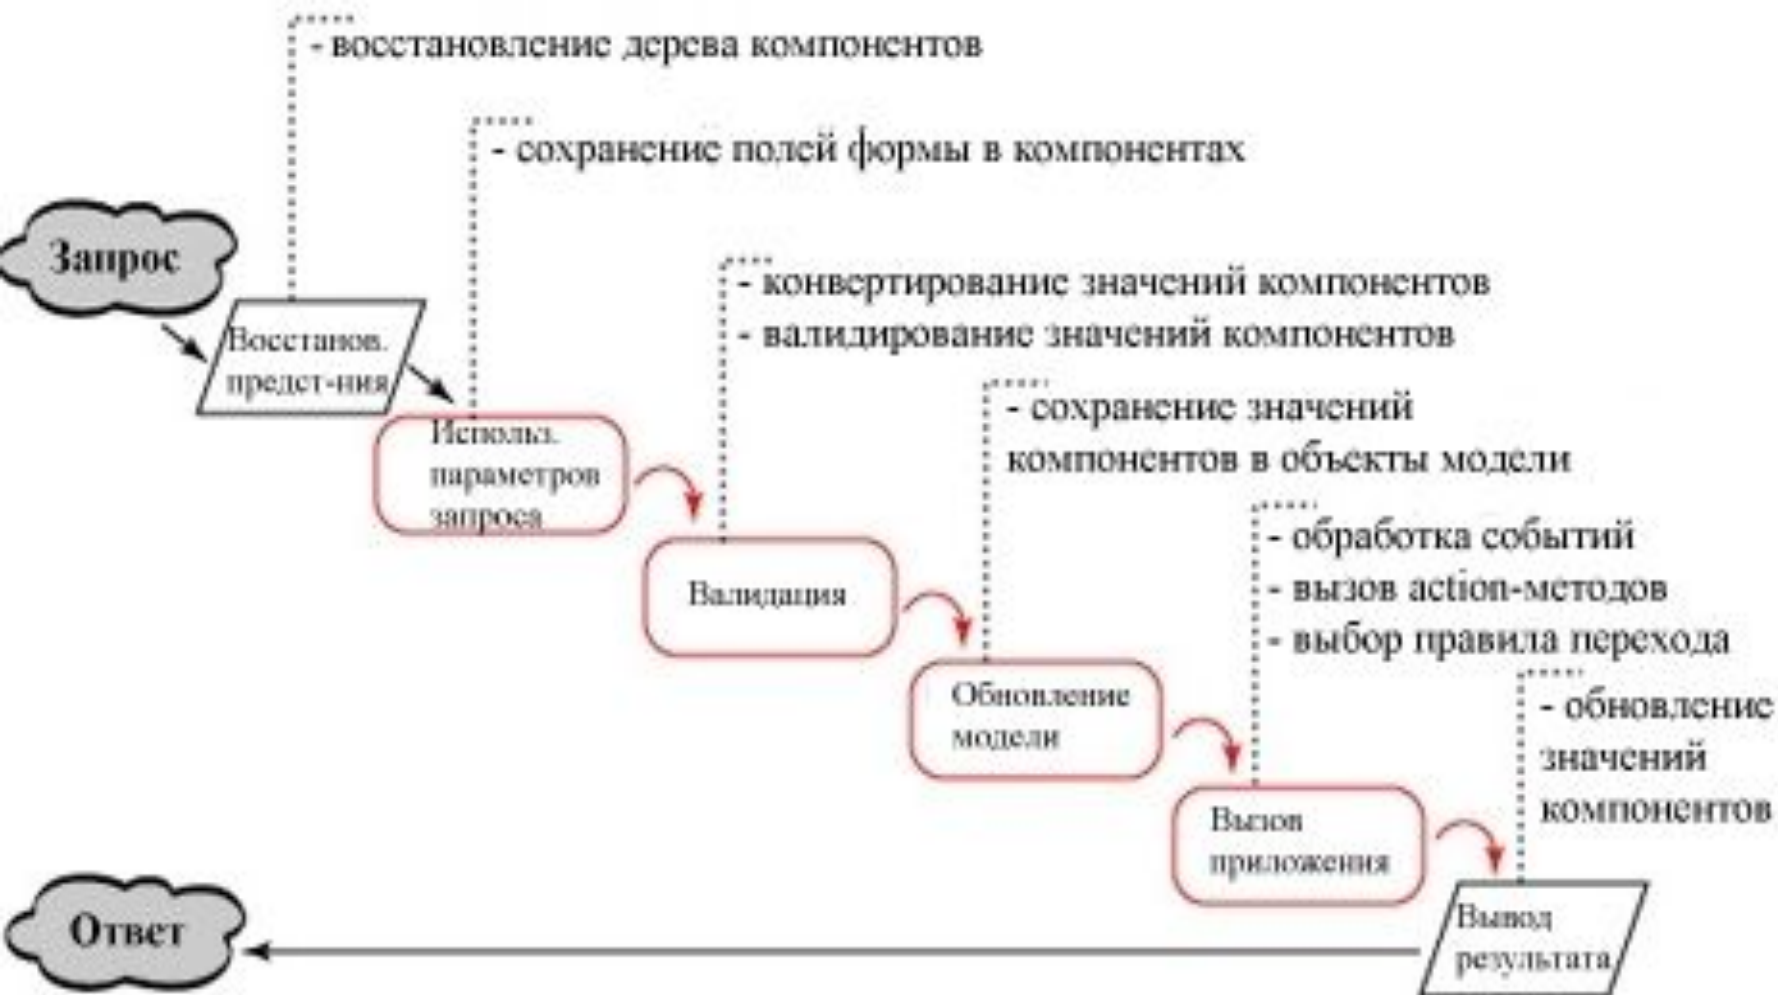 - восстановление дерева компонентов
- сохранение полей формы в компонентах
Запрос
- конвертирование значений компонентов
- валидирование значений компонентов
Восстанов.
предст-ния
- сохранение значений
компонентов в объекты модели
Использ.
параметров
запроса
- обработка событий
- вызов action-методов
- выбор правила перехода
Валидация
- обновление
значений
компонентов
Обновление
модели
Вызов
приложения
Ответ
Вывод
результата